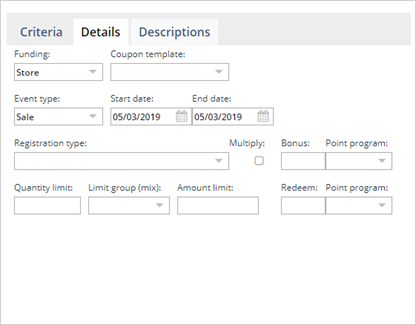 Criteria Details Descriptions
Funding: Coupon template:
Store
Event type: Start date: End date:
Sale 05/03/2019 05/03/2019
Registration type: Multiply: Bonus: Point program:
Quantity limit: Limit group (mix): Amount limit: Redeem: Point program: